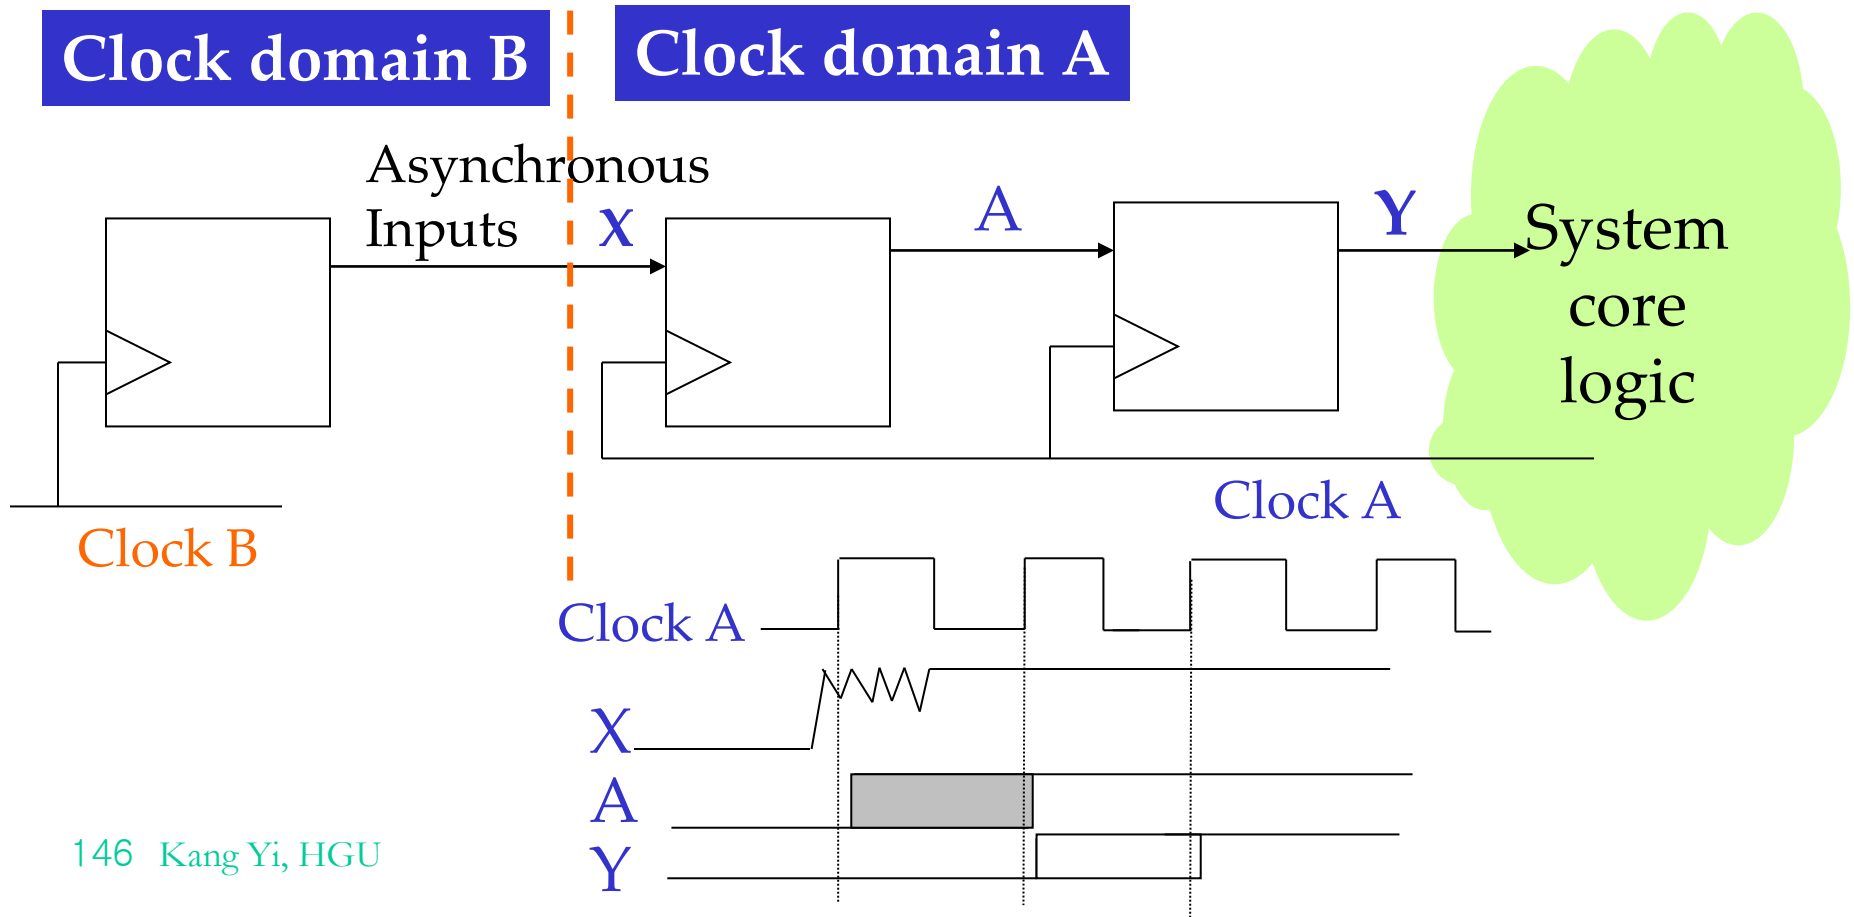 Clock domain B
Clock domain A
Asynchronous
Inputs
X
A
Y
System
core
logic
Clock A
Clock B
Clock A
X
A
Y
146 Kang Yi, HGU